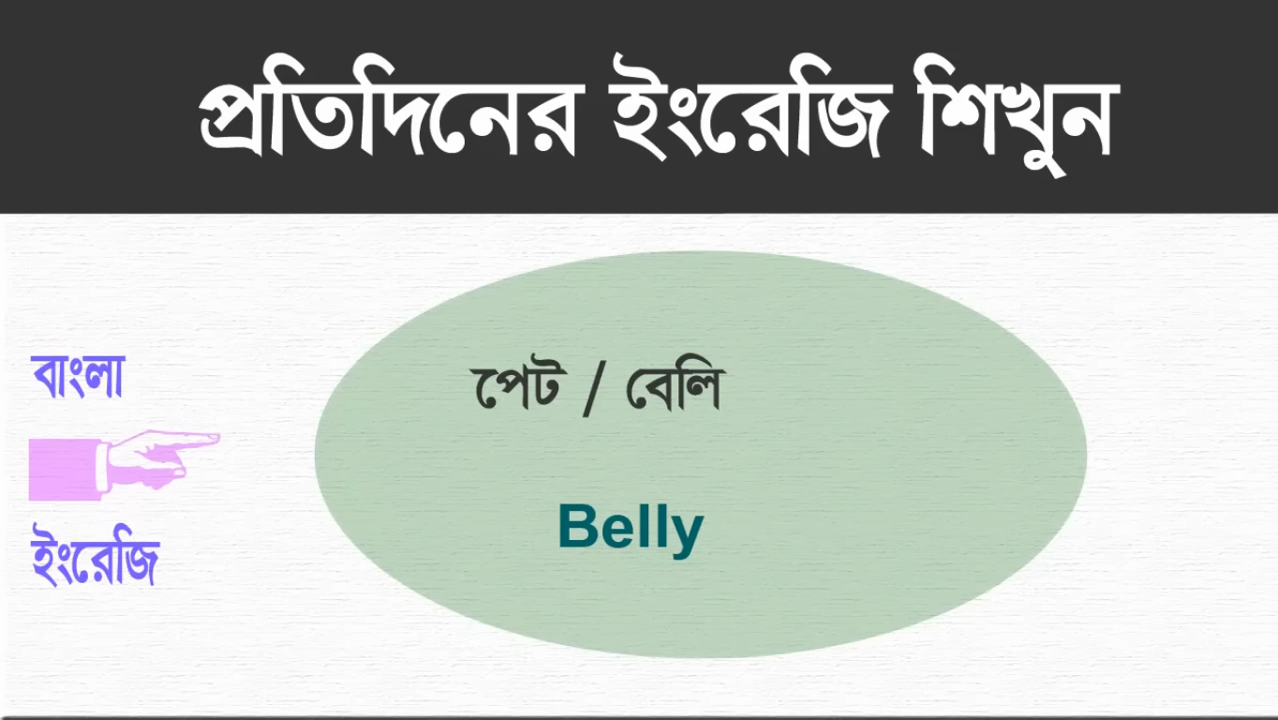 প্রতিদিনের ইংরেজি শিখুন
বাংলা
পেট / বেলি
Belly
ইংরেজি